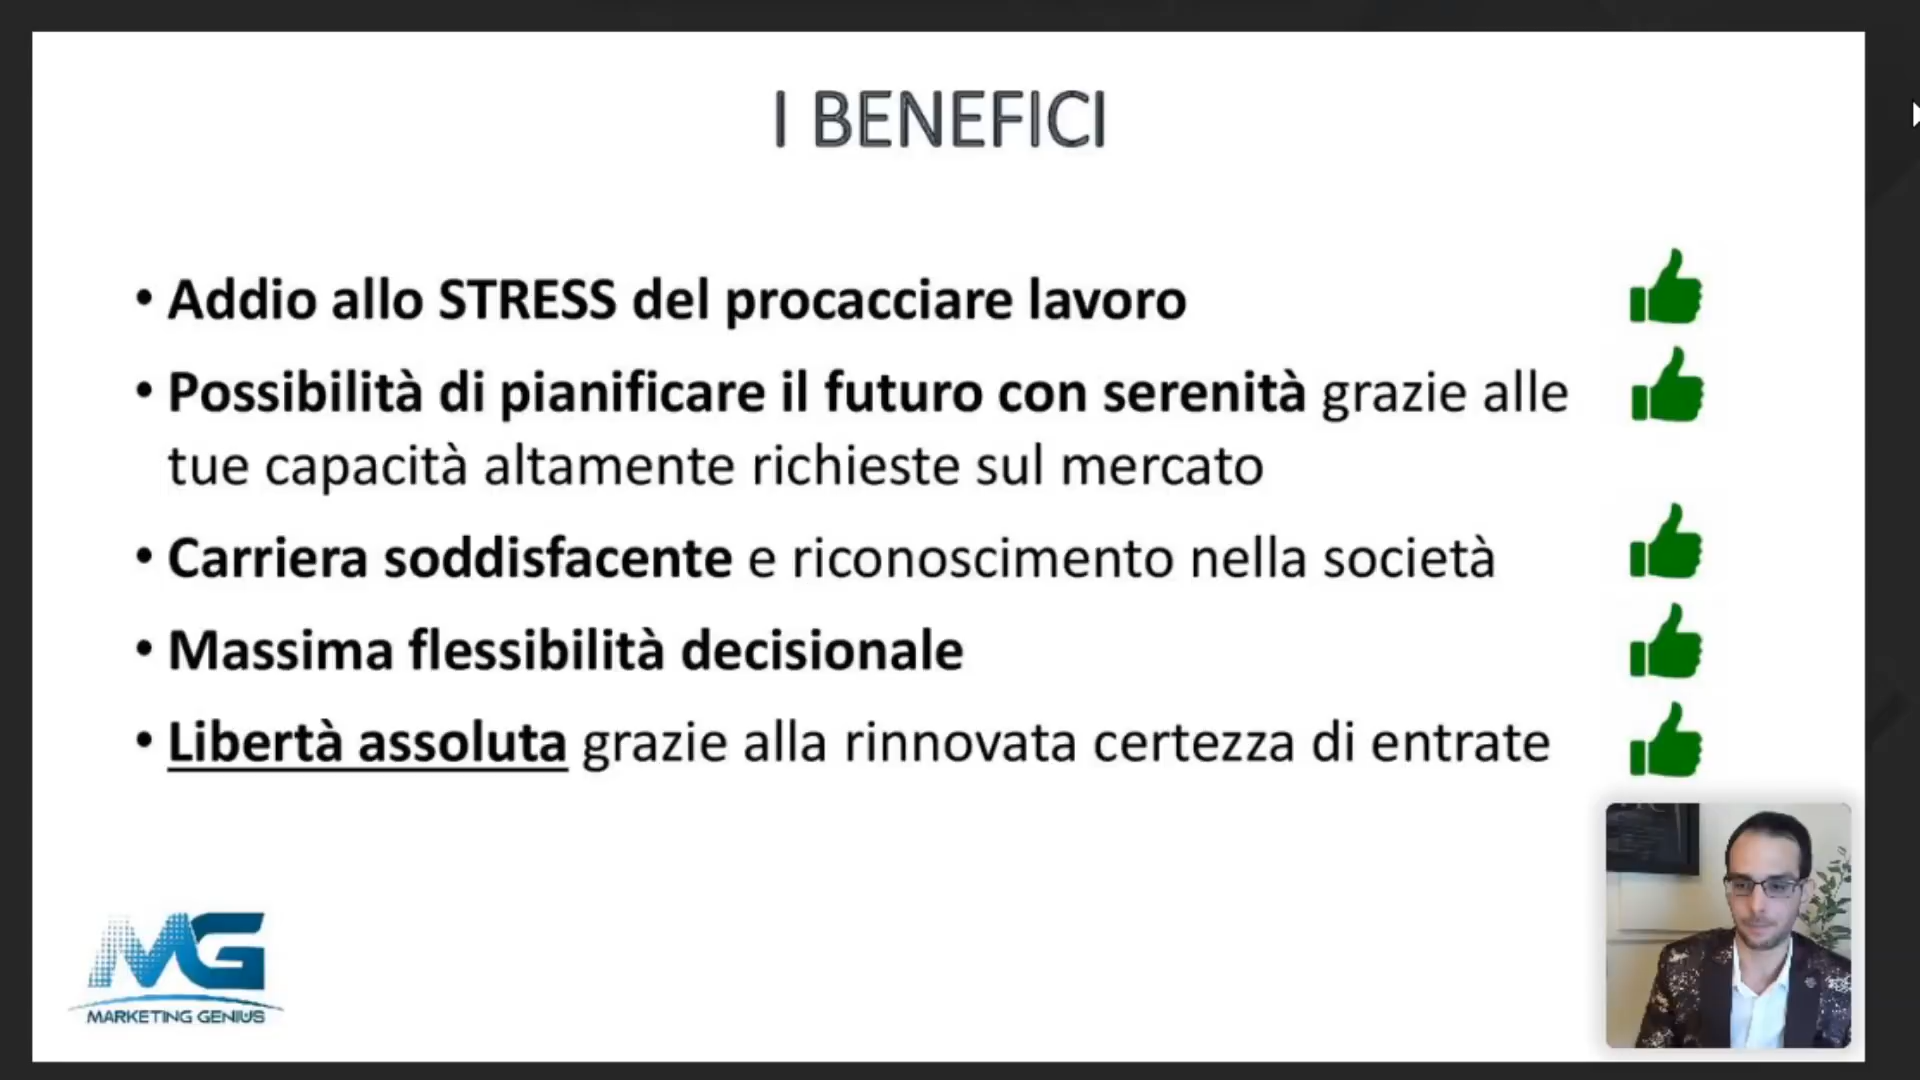 I BENEFICI
• Addio allo STRESS del procacciare lavoro
• Possibilità di pianificare il futuro con serenità grazie alle
tue capacità altamente richieste sul mercato
• Carriera soddisfacente e riconoscimento nella società
• Massima flessibilità decisionale
• Libertà assoluta grazie alla rinnovata certezza di entrate
MG
MARKETING GENIUS